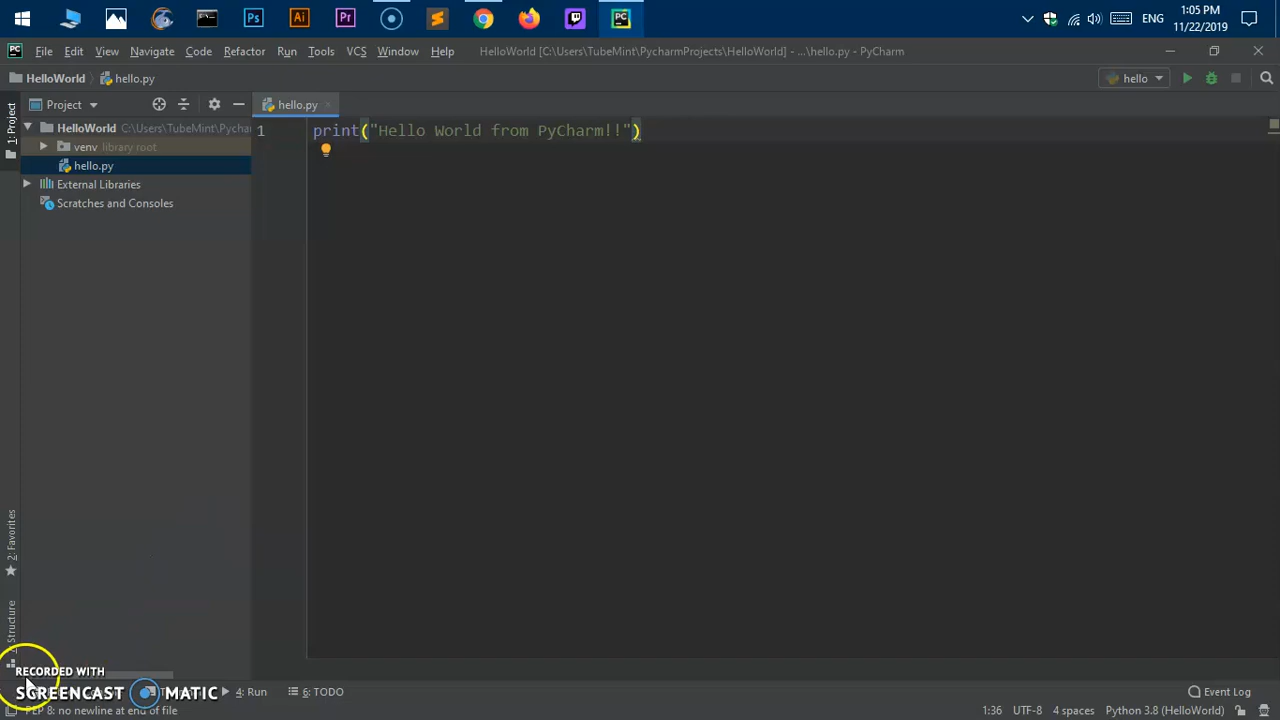 Ps Ai Pr
1:05 PM
ENG
11/22/2019
PC File Edit View Navigate Code Refactor Run Tools VCS Window Help HelloWorld [C:\Users\TubeMint\PycharmProjects\HelloWorld] - ...\hello.py - PyCharm
HelloWorld hello.py hello
1: Project
Project hello.py
HelloWorld C:\Users\TubeMint\Pychar
1 print("Hello World from PyCharm!!")
venv library root
hello.py
External Libraries
Scratches and Consoles
2: Favorites
Structure
RECORDED WITH
SCREENCAST MATIC
4: Run 6: TODO Event Log
PEP 8: no newline at end of file 1:36 UTF-8 4 spaces Python 3.8 (HelloWorld)